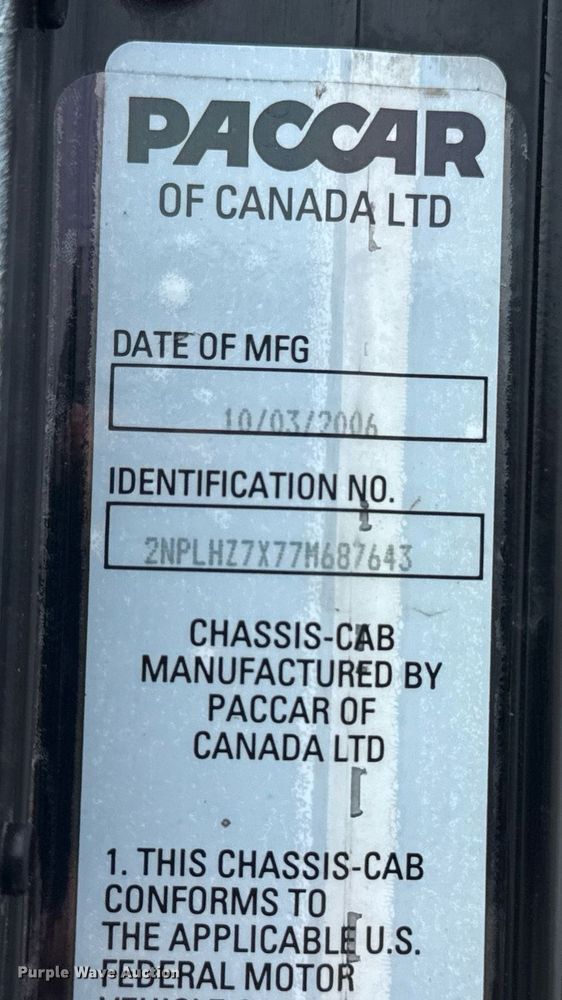 PACCAR
OF CANADA LTD
DATE OF MFG
10/03/2006
IDENTIFICATION NO.
2NPLHZ7X77M687643
CHASSIS-CAB
MANUFACTURED BY
PACCAR OF
CANADA LTD
1. THIS CHASSIS-CAB
CONFORMS TO
THE APPLICABLE U.S.
FEDERAL MOTOR
Purple Wave Auction